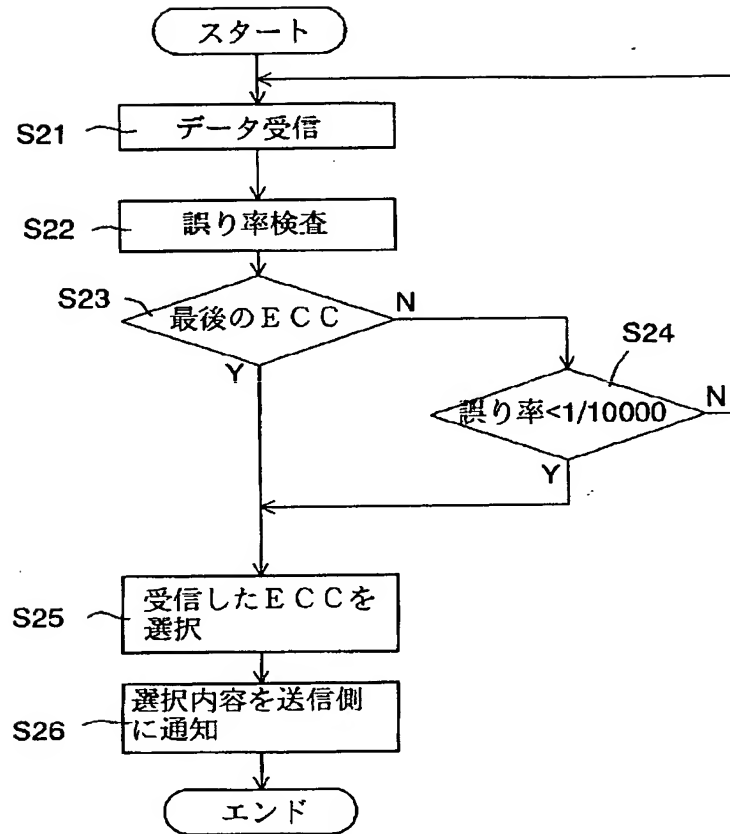 スタート
S21
データ受信
S22
誤り率検査
S23
最後のＥＣＣ
N
Y
S24
誤り率<1/10000
N
Y
S25
受信したＥＣＣを
選択
S26
選択内容を送信側
に通知
エンド